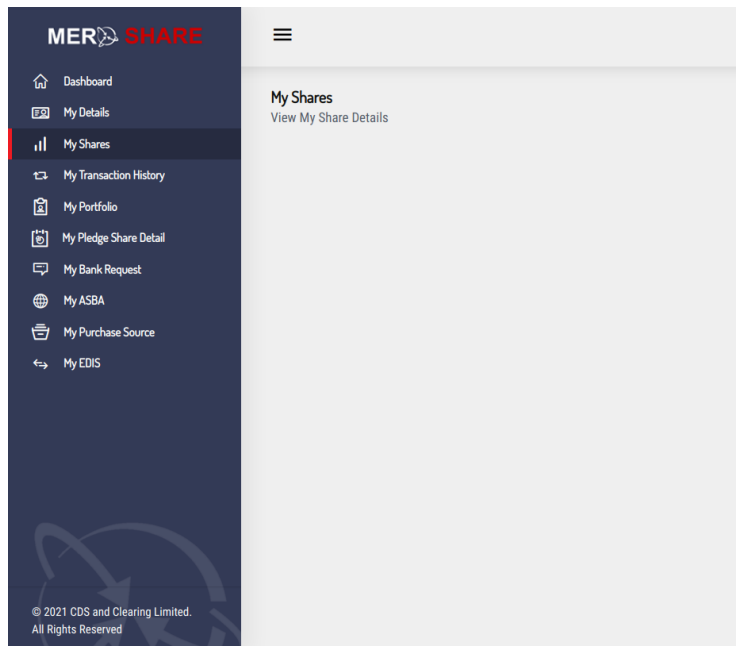 MERO SHARE
Dashboard
My Details
My Shares
My Transaction History
My Portfolio
My Pledge Share Detail
My Bank Request
My ASBA
My Purchase Source
My EDIS
© 2021 CDS and Clearing Limited.
All Rights Reserved
My Shares
View My Share Details